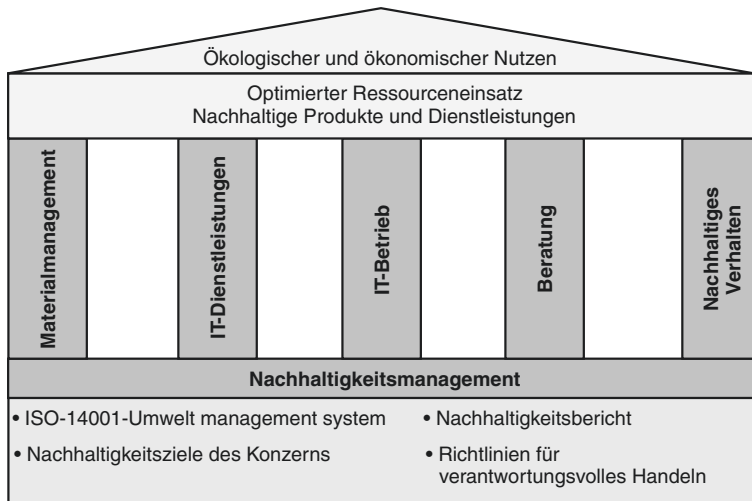 Ökologischer und ökonomischer Nutzen
Optimierter Ressourceneinsatz
Nachhaltige Produkte und Dienstleistungen
Materialmanagement
IT-Dienstleistungen
IT-Betrieb
Beratung
Nachhaltiges
Verhalten
Nachhaltigkeitsmanagement
• ISO-14001-Umwelt management system
• Nachhaltigkeitsziele des Konzerns
• Nachhaltigkeitsbericht
• Richtlinien für
verantwortungsvolles Handeln